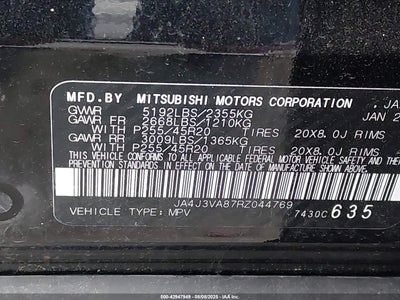 MFD.BY MITSUBISHI MOTORS CORPORATION . JA
GVWR 5192LBS/2355KG JAN 2
GAWR FR 2668LBS/1210KG
WITH P255/45R20 TIRES 20X8.0J RIMS
GAWR RR 3009LBS/1365KG
WITH P255/45R20 TIRES 20X8.0J RIMS
THIS VEHICLE CONFORMS TO ALL APPLICABLE
FEDERAL MOTOR VEHICLE SAFETY AND THEFT
PREVENTION STANDARDS IN EFFECT ON THE DATE
OF MANUFACTURE SHOWN ABOVE.
JA4J3VA87RZ044769
VEHICLE TYPE: MPV 7430C 635
ID: 42947949 - 08/08/2025 - IAAI